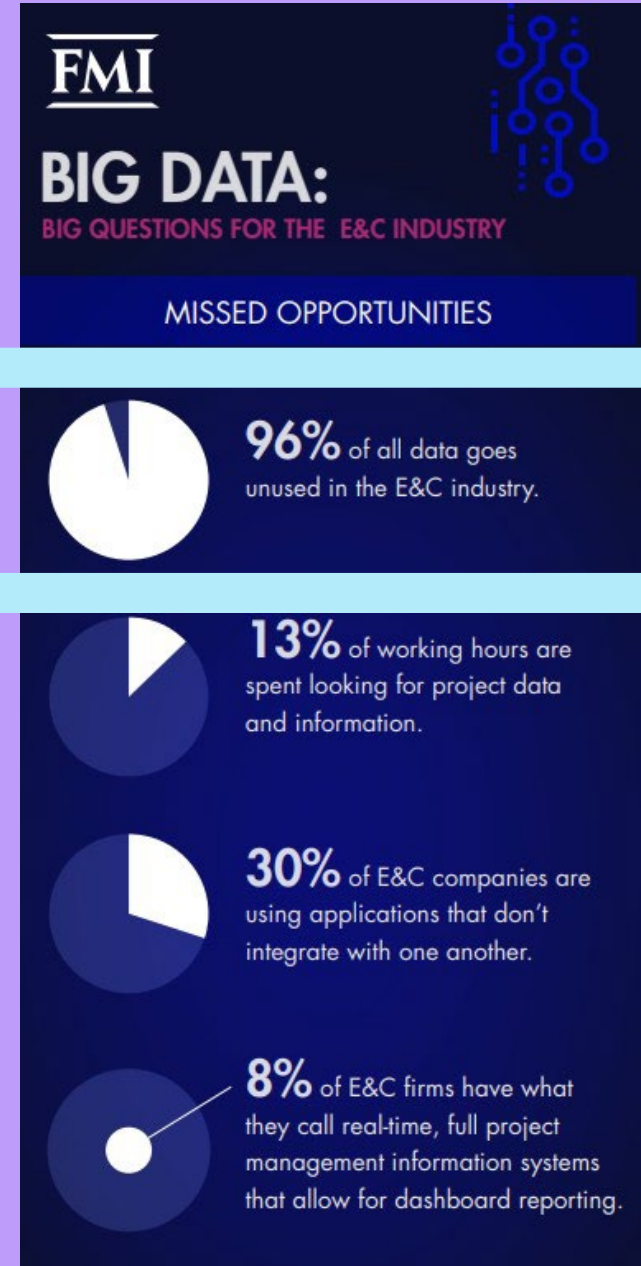 FMI
BIG DATA:
BIG QUESTIONS FOR THE E&C INDUSTRY
MISSED OPPORTUNITIES
96% of all data goes
unused in the E&C industry.
13% of working hours are
spent looking for project data
and information.
30% of E&C companies are
using applications that don’t
integrate with one another.
8% of E&C firms have what
they call real-time, full project
management information systems
that allow for dashboard reporting.